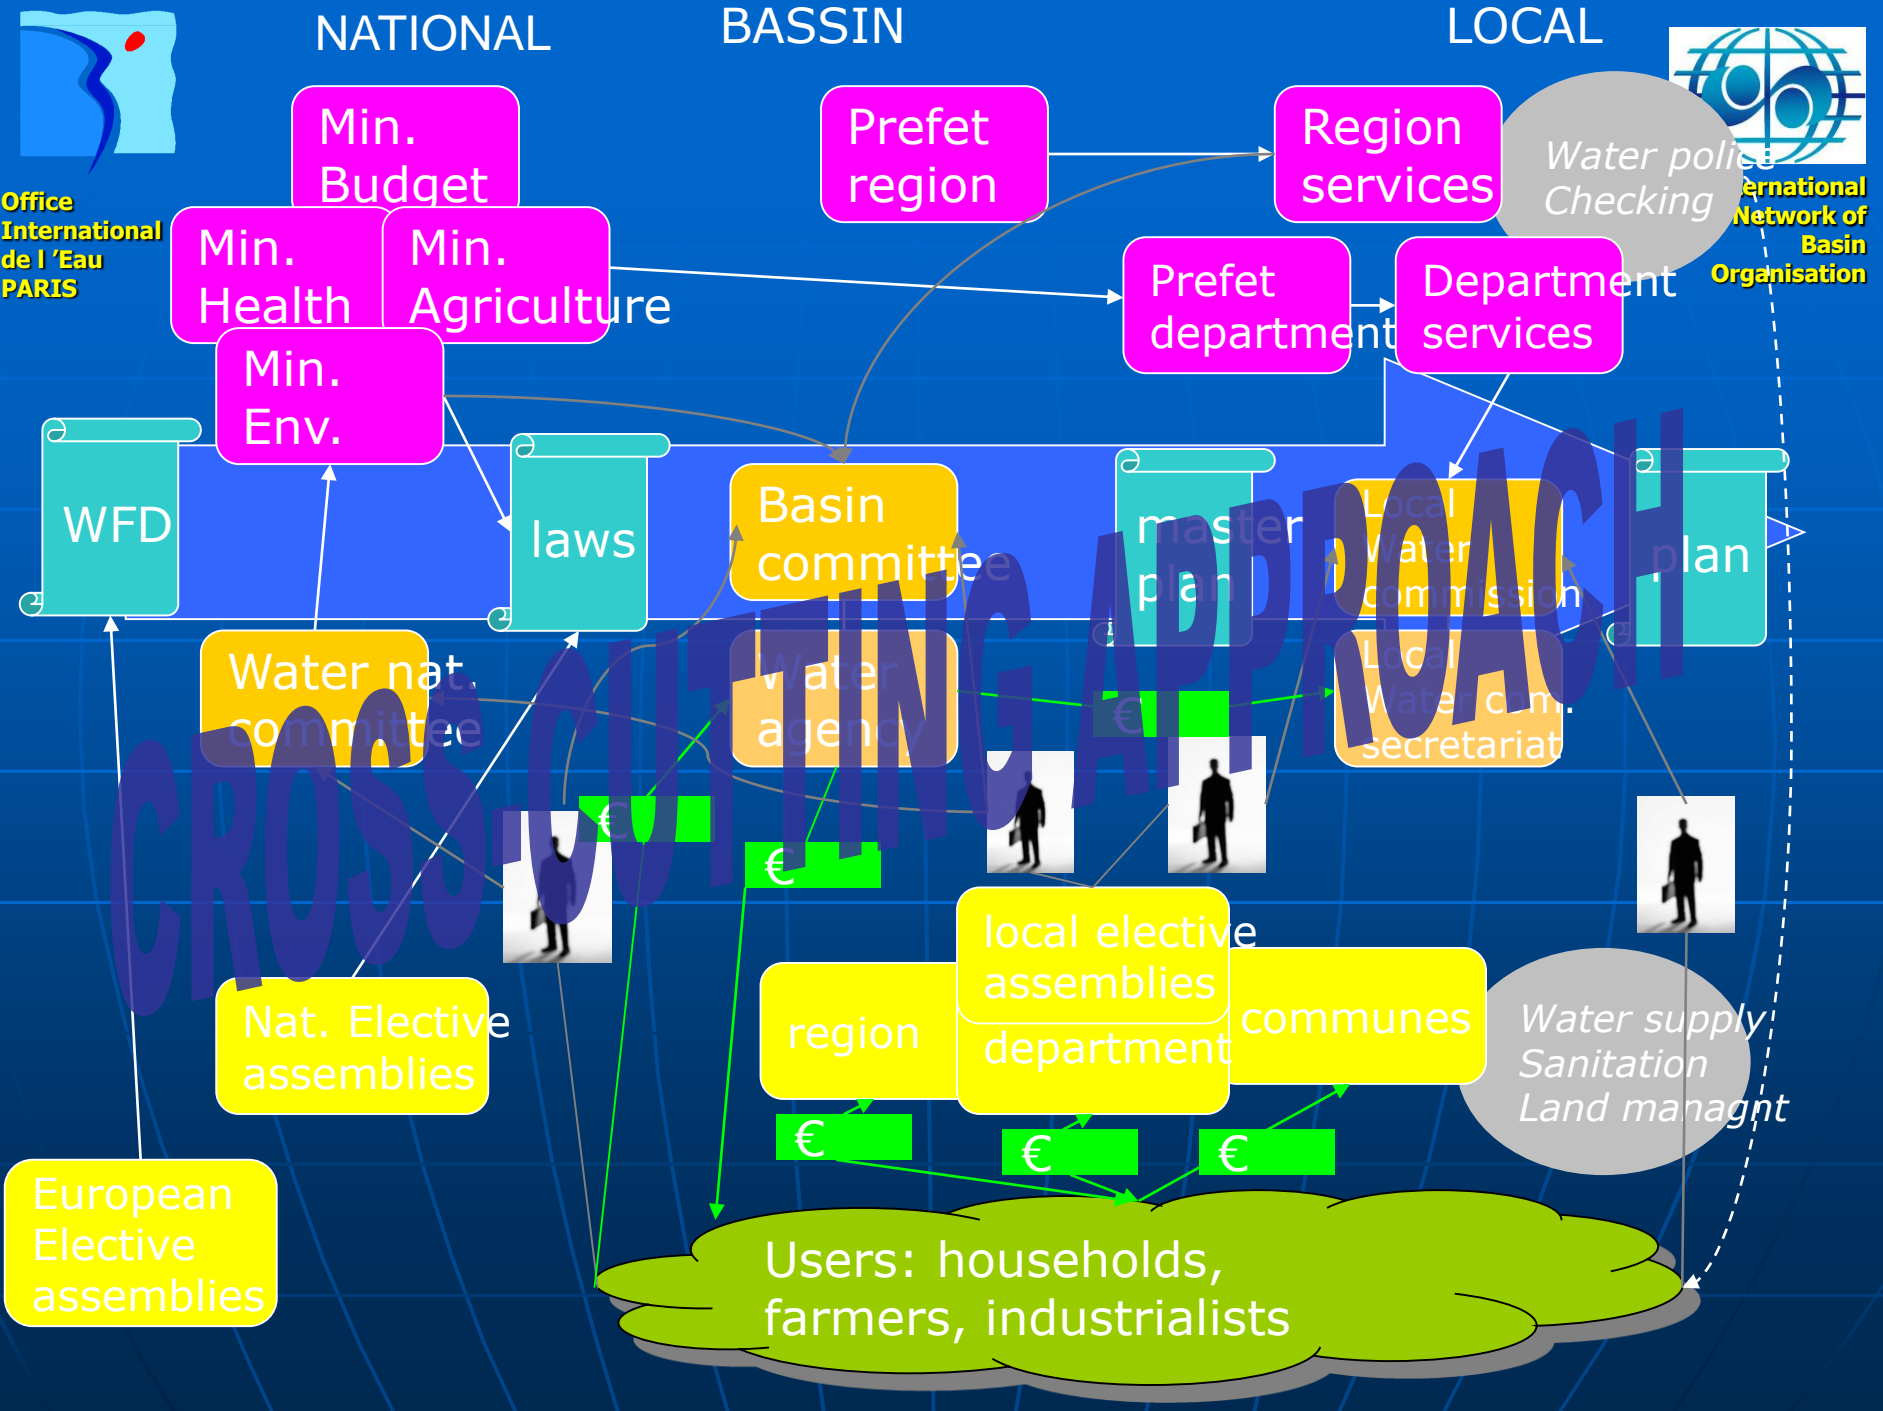 NATIONAL
BASSIN
LOCAL
Office
International
de l ’Eau
PARIS
ernational
Network of
Basin
Organisation
Min.
Budget
Prefet
region
Region
services
Water police
Checking
Min.
Health
Min.
Agriculture
Prefet
department
Department
services
Min.
Env.
WFD
laws
Basin
committee
master
plan
Local
Water
commission
plan
Water nat.
committee
Water
agency
€
Local
Water com.
secretariat
CROSS-CUTTING APPROACH
€
€
local elective
assemblies
Nat. Elective
assemblies
region
department
communes
Water supply
Sanitation
Land managnt
€
€
€
European
Elective
assemblies
Users: households,
farmers, industrialists